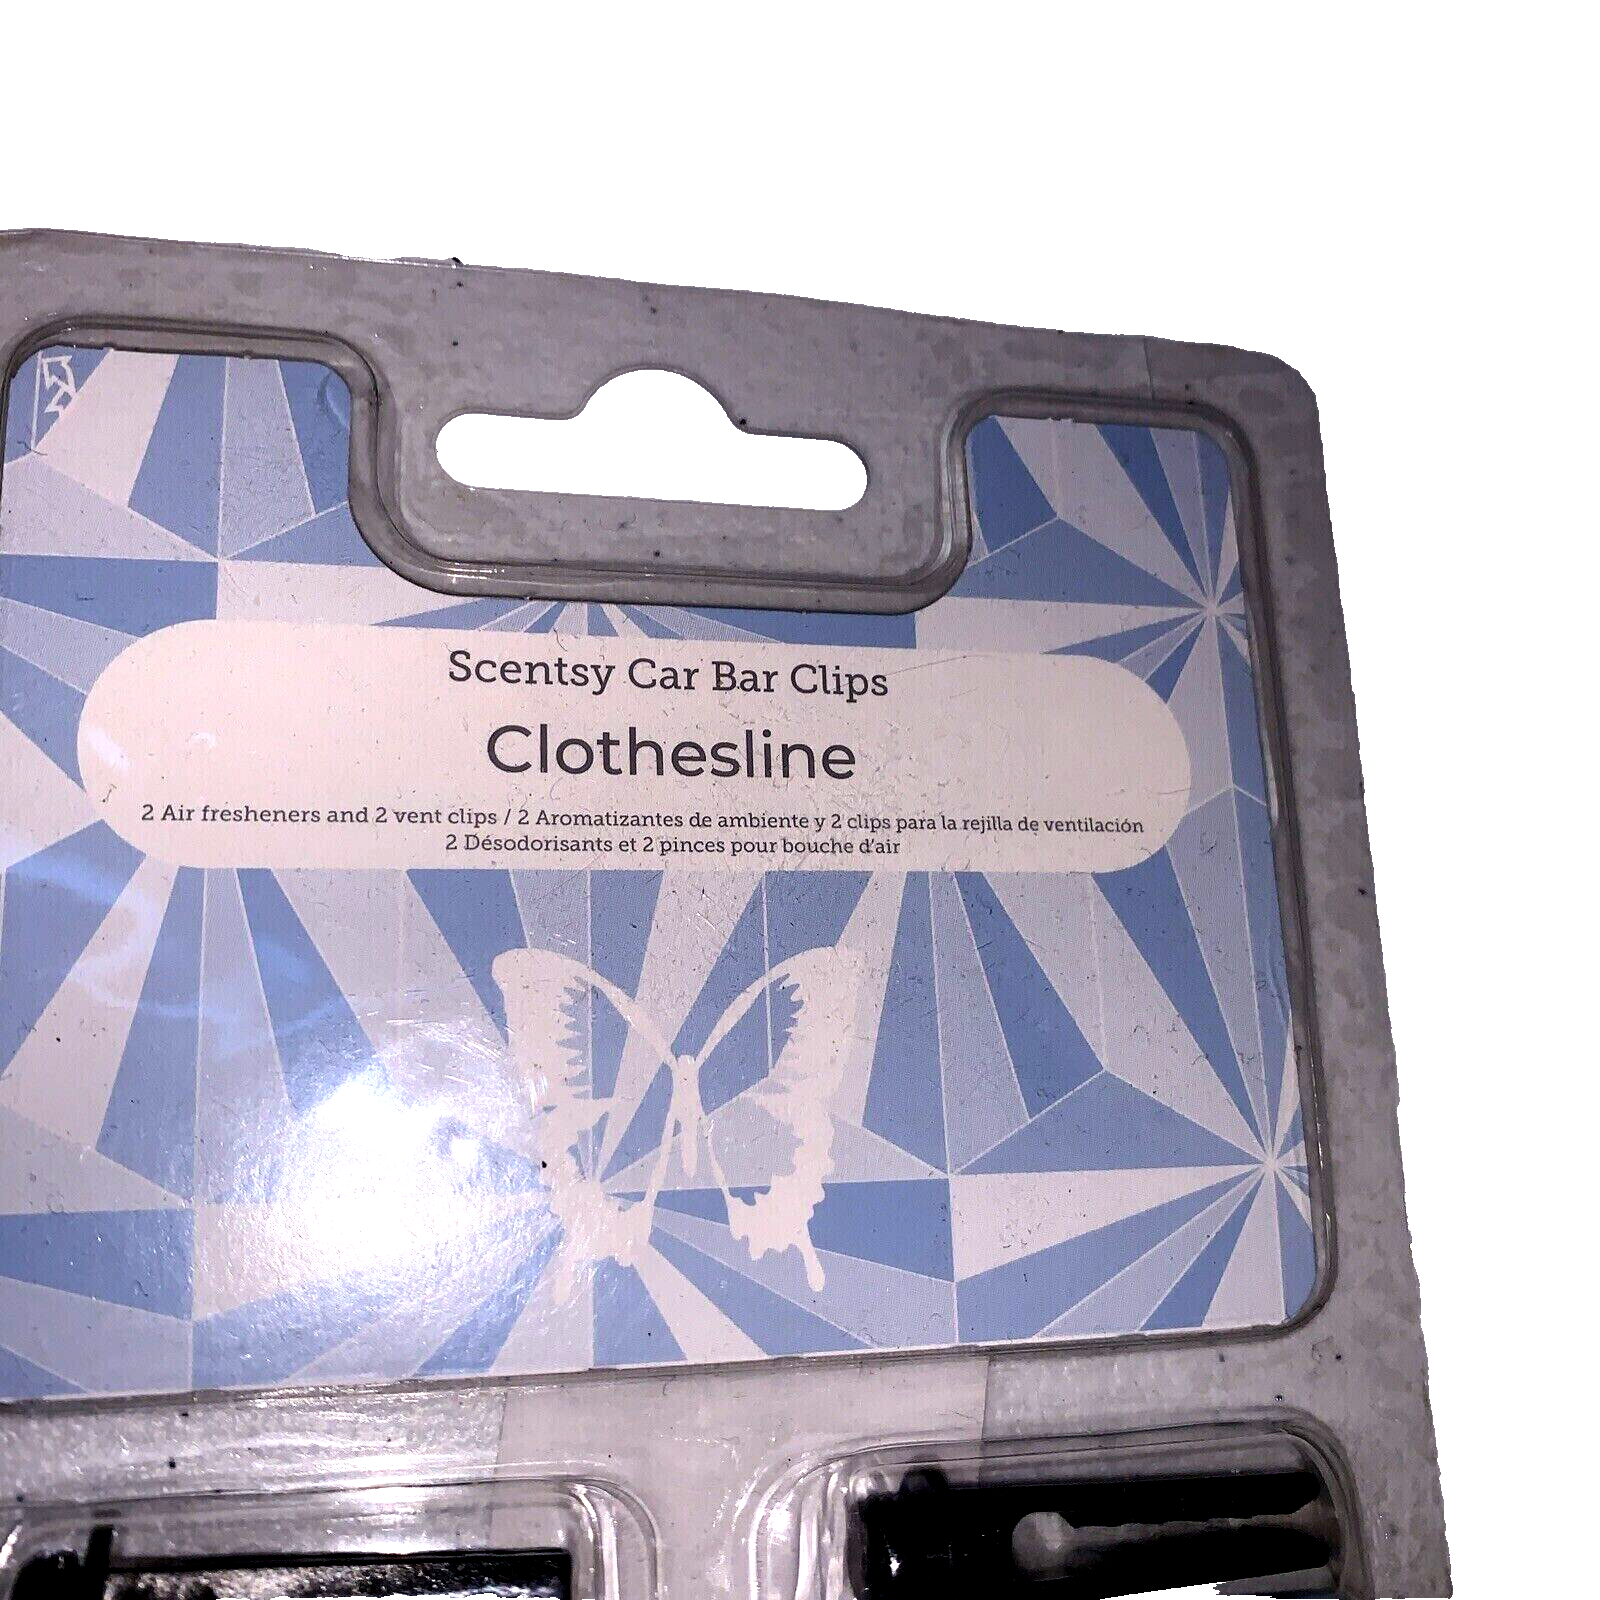 Scentsy Car Bar Clips
Clothesline
2 Air fresheners and 2 vent clips / 2 Aromatizantes de ambiente y 2 clips para la rejilla de ventilación
2 Désodorisants et 2 pinces pour bouche d'air